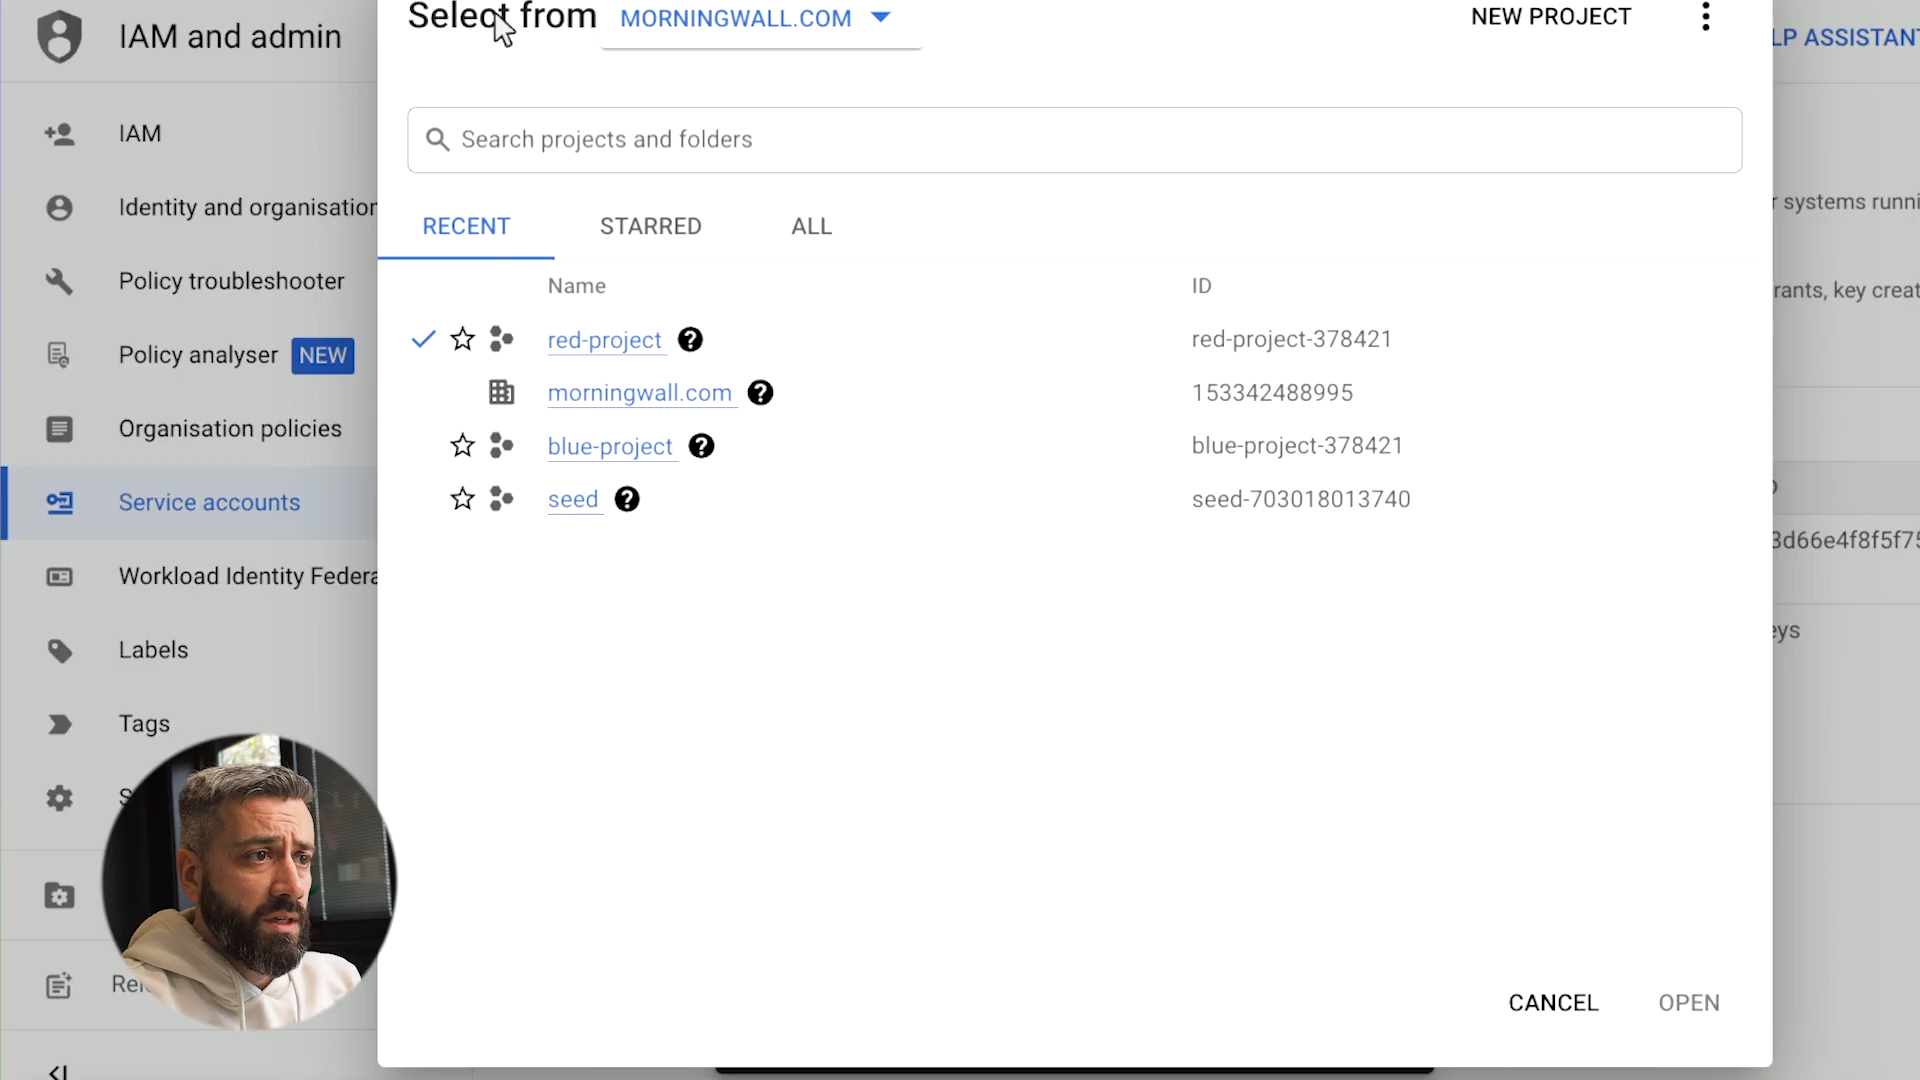 IAM and admin
Select from
MORNINGWALL.COM
NEW PROJECT
LP ASSISTANT
IAM
Identity and organisation
Policy troubleshooter
Policy analyser NEW
Organisation policies
Service accounts
Workload Identity Federa
Labels
Tags
S
Rel
Search projects and folders
RECENT STARRED ALL
Name ID
red-project red-project-378421
morningwall.com 153342488995
blue-project blue-project-378421
seed seed-703018013740
CANCEL OPEN
r systems runni
rants, key creat
3d66e4f8f5f75
eys